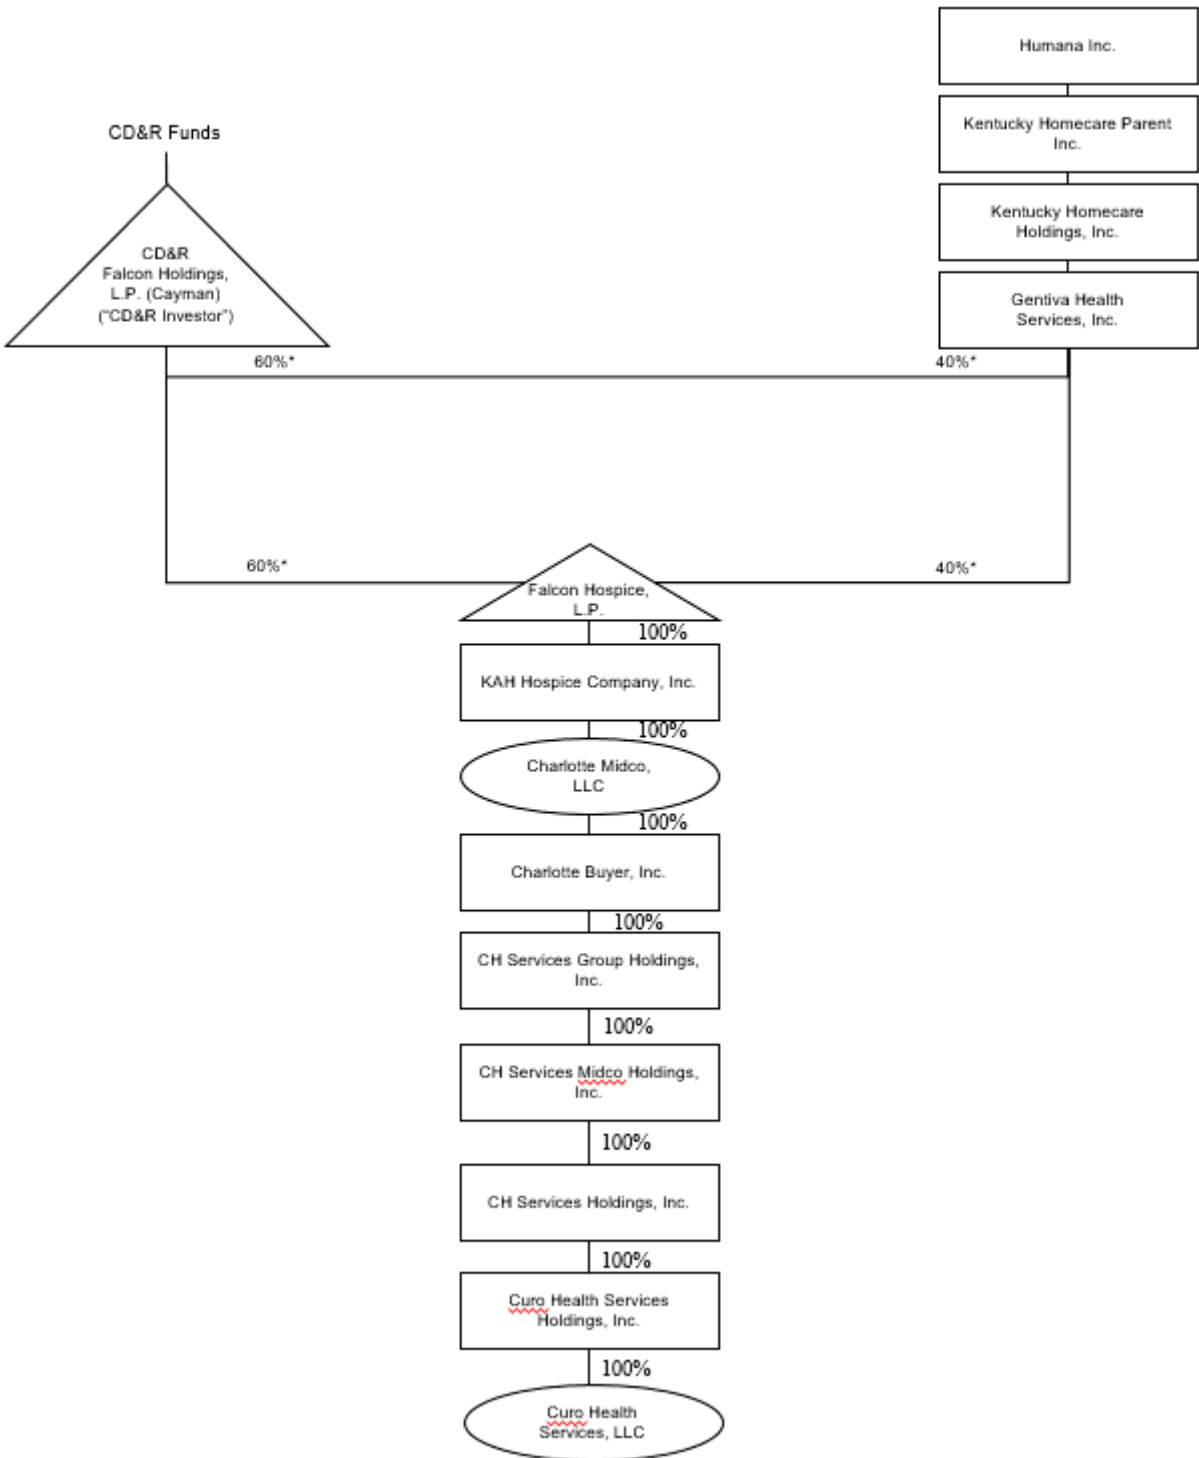 Humana Inc.
Kentucky Homecare Parent
Inc.
CD&R Funds
Kentucky Homecare
Holdings, Inc.
CD&R
Falcon Holdings,
L.P. (Cayman)
("CD&R Investor")
Gentiva Health
Services, Inc.
60%*
40%*
60%*
40%*
Falcon Hospice,
L.P.
100%
KAH Hospice Company, Inc.
100%
Charlotte Midco,
LLC
100%
Charlotte Buyer, Inc.
100%
CH Services Group Holdings,
Inc.
100%
CH Services Midco Holdings,
Inc.
100%
CH Services Holdings, Inc.
100%
Curo Health Services
Holdings, Inc.
100%
Curo Health
Services, LLC